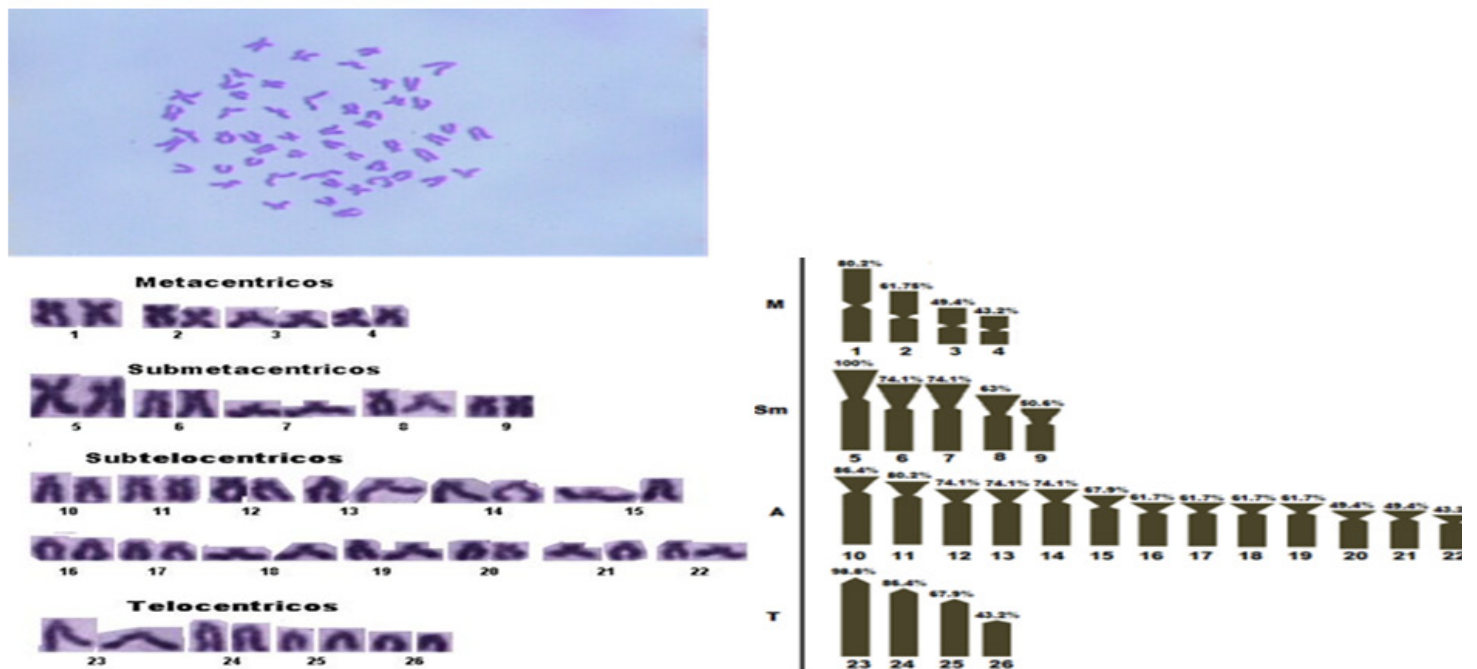 Metacentricos
1 2 3 4
Submetacentricos
5 6 7 8 9
Subtelocentricos
10 11 12 13 14 15
16 17 18 19 20 21 22
Telocentricos
23 24 25 26
80.2% 61.75% 49.4% 43.2%
M
1 2 3 4
100% 74.1% 74.1% 63% 50.6%
Sm
5 6 7 8 9
86.4% 80.2% 74.1% 74.1% 74.1% 67.9% 61.7% 61.7% 61.7% 61.7% 49.4% 49.4%
A
10 11 12 13 14 15 16 17 18 19 20 21 22
98.8% 86.4% 67.9% 43.2%
T
23 24 25 26